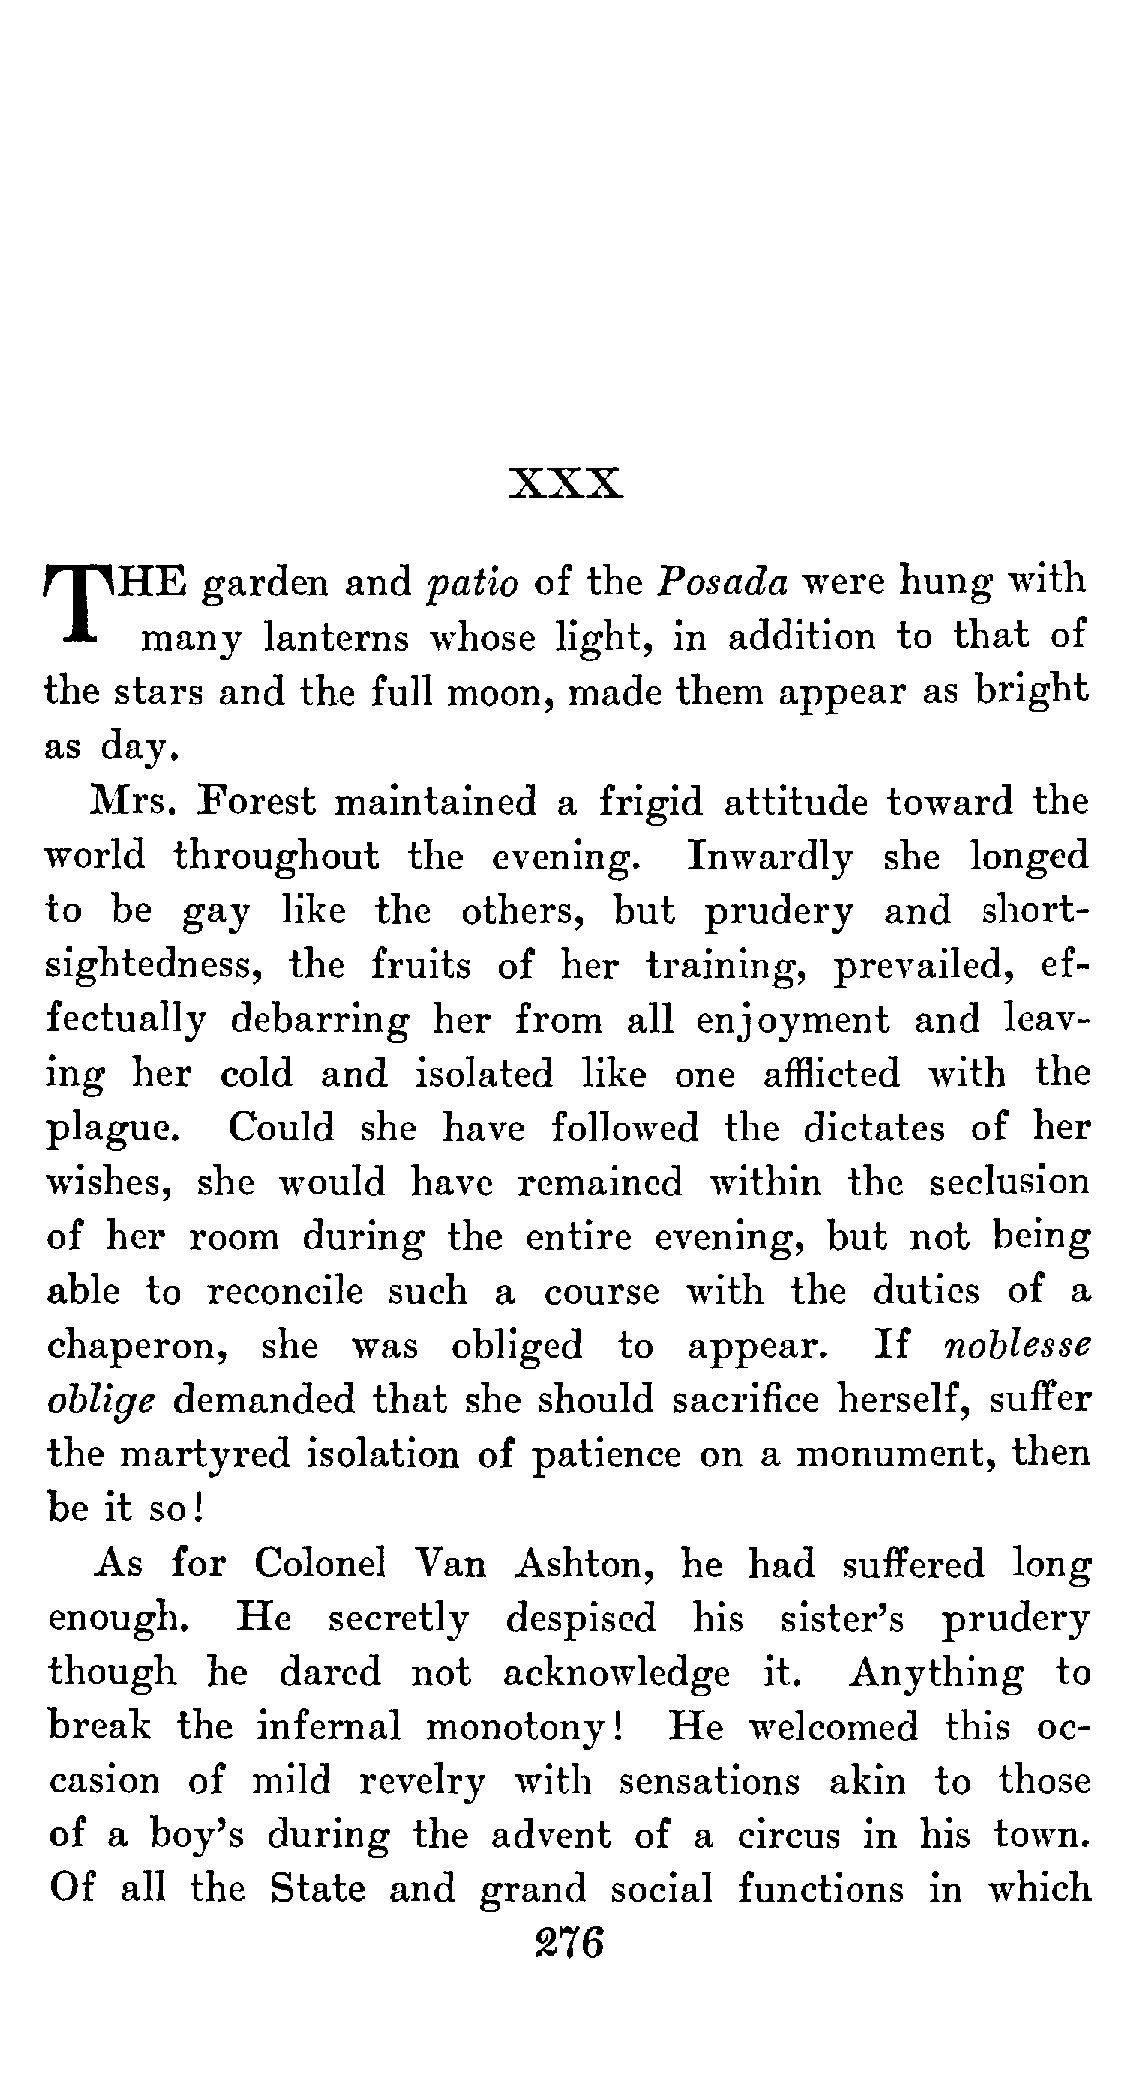 XXX
THE garden and patio of the Posada were hung with
many lanterns whose light, in addition to that of
the stars and the full moon, made them appear as bright
as day.
Mrs. Forest maintained a frigid attitude toward the
world throughout the evening. Inwardly she longed
to be gay like the others, but prudery and short-
sightedness, the fruits of her training, prevailed, ef-
fectually debarring her from all enjoyment and leav-
ing her cold and isolated like one afflicted with the
plague. Could she have followed the dictates of her
wishes, she would have remained within the seclusion
of her room during the entire evening, but not being
able to reconcile such a course with the duties of a
chaperon, she was obliged to appear. If noblesse
oblige demanded that she should sacrifice herself, suffer
the martyred isolation of patience on a monument, then
be it so!
As for Colonel Van Ashton, he had suffered long
enough. He secretly despised his sister's prudery
though he dared not acknowledge it. Anything to
break the infernal monotony! He welcomed this oc-
casion of mild revelry with sensations akin to those
of a boy's during the advent of a circus in his town.
Of all the State and grand social functions in which
276